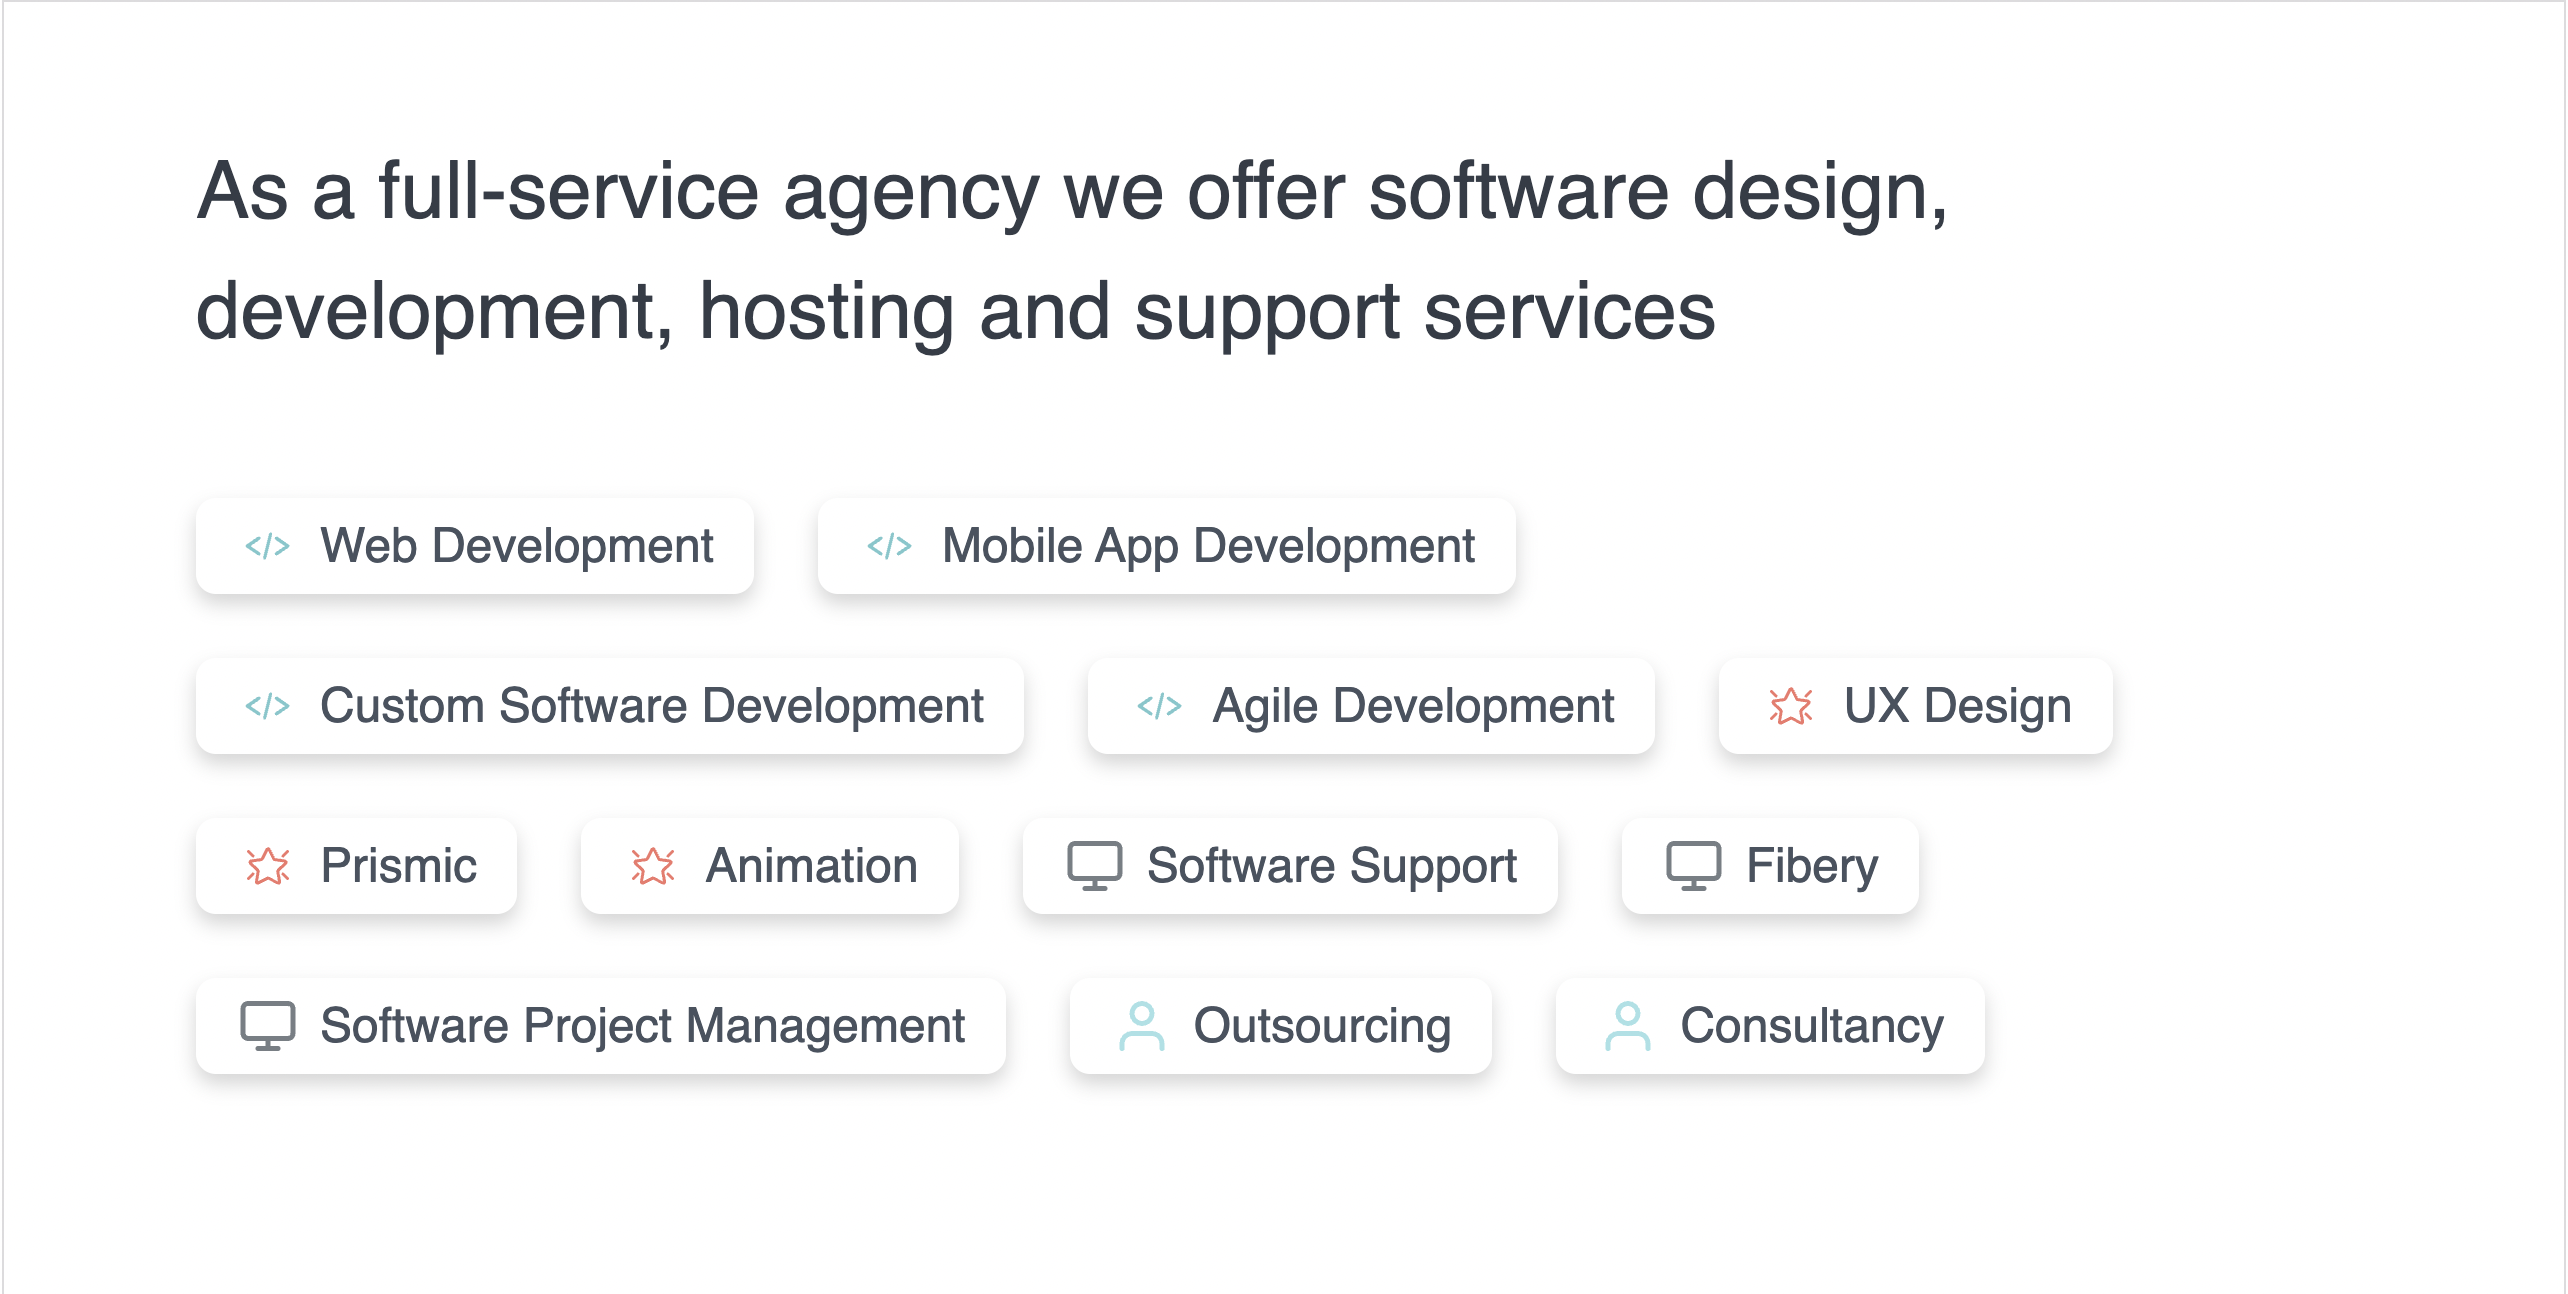 As a full-service agency we offer software design,
development, hosting and support services
Web Development
Mobile App Development
Custom Software Development
Agile Development
UX Design
Prismic
Animation
Software Support
Fibery
Software Project Management
Outsourcing
Consultancy